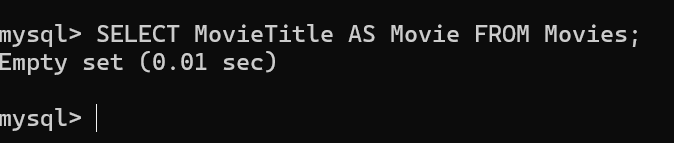 mysql> SELECT MovieTitle AS Movie FROM Movies;
Empty set (0.01 sec)
mysql>